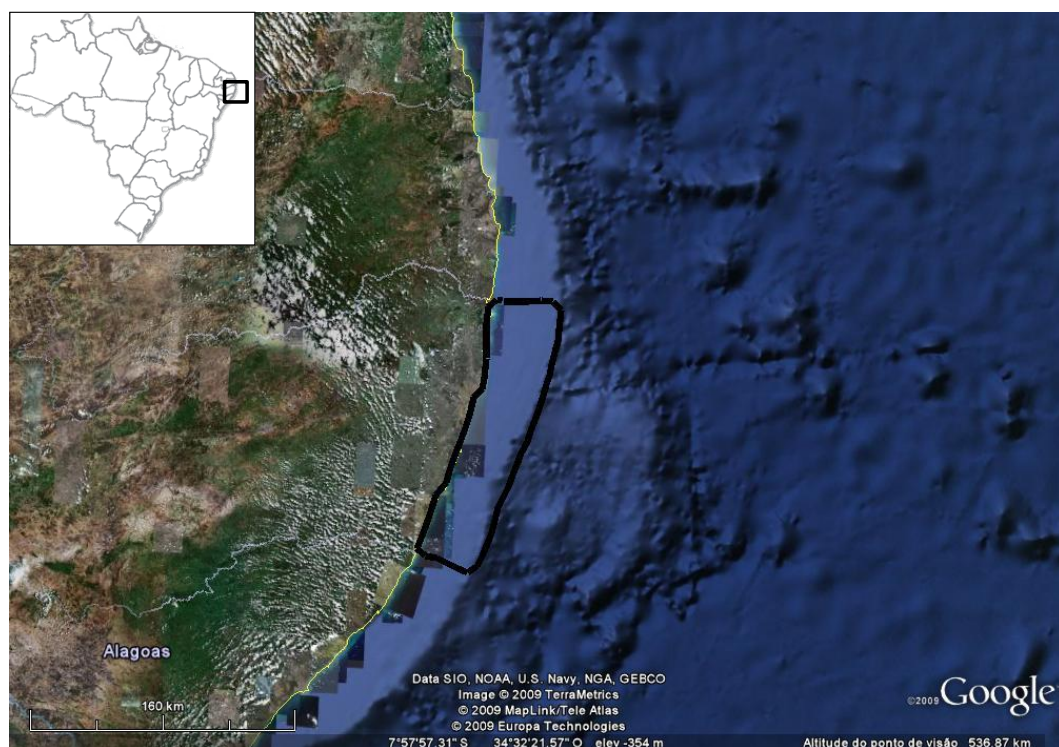 Alagoas
160 km
Data SIO, NOAA, U.S. Navy, NGA, GEBCO
Image © 2009 TerraMetrics
© 2009 MapLink/Tele Atlas
© 2009 Europa Technologies
©2009 Google
7°57'57.31" S 34°32'21.57" O elev -354 m Altitude do ponto de visão 536.87 km